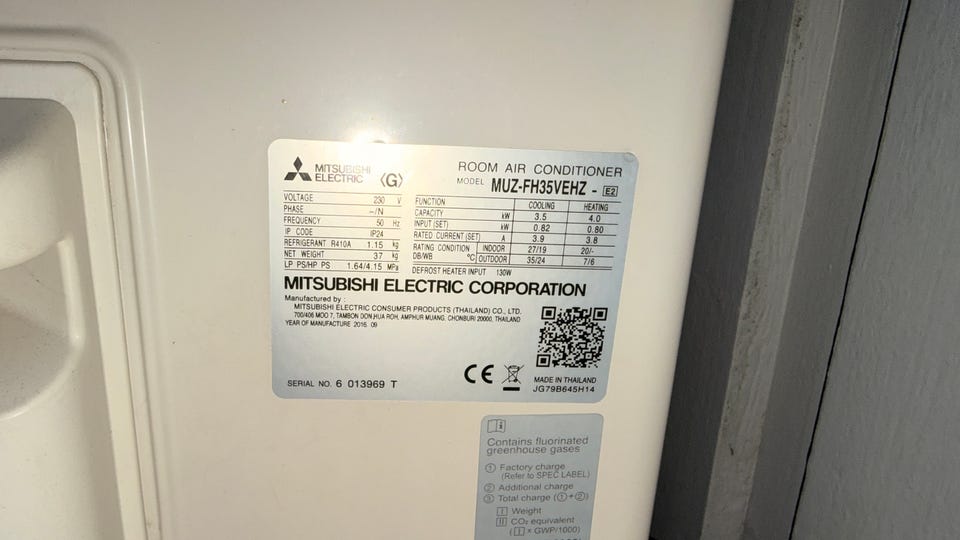 MITSUBISHI
ELECTRIC
〈G〉
ROOM AIR CONDITIONER
MODEL MUZ-FH35VEHZ - E2
VOLTAGE 230 V
PHASE ~/N
FREQUENCY 50 Hz
IP CODE IP24
REFRIGERANT R410A 1.15 kg
NET WEIGHT 37 kg
LP PS/HP PS 1.64/4.15 MPa
FUNCTION COOLING HEATING
CAPACITY kW 3.5 4.0
INPUT (SET) kW 0.82 0.80
RATED CURRENT (SET) A 3.9 3.8
RATING CONDITION INDOOR 27/19 20/-
DB/WB °C OUTDOOR 35/24 7/6
DEFROST HEATER INPUT 130W
MITSUBISHI ELECTRIC CORPORATION
Manufactured by :
MITSUBISHI ELECTRIC CONSUMER PRODUCTS (THAILAND) CO., LTD.
700/406 MOO 7, TAMBON DON HUA ROH, AMPHUR MUANG, CHONBURI 20000, THAILAND
YEAR OF MANUFACTURE 2016. 09
SERIAL NO. 6 013969 T
CE
MADE IN THAILAND
JG79B645H14
i
Contains fluorinated
greenhouse gases
① Factory charge
(Refer to SPEC LABEL)
② Additional charge
③ Total charge (①+②)
I Weight
II CO₂ equivalent
(I × GWP/1000)